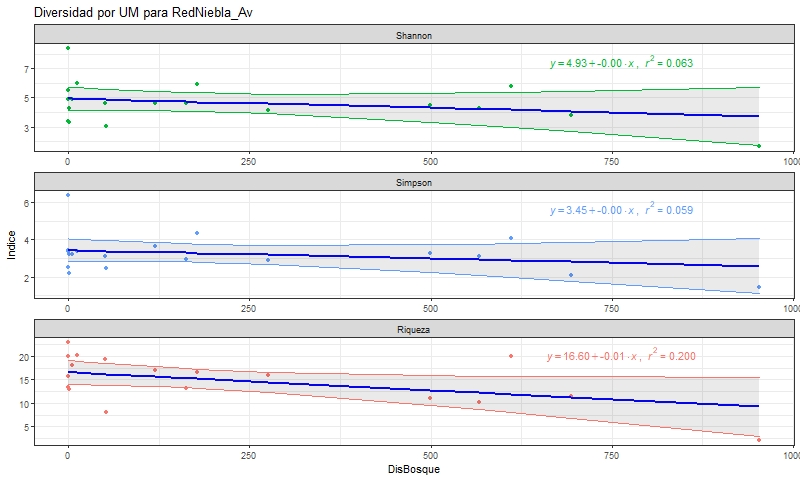 Diversidad por UM para RedNiebla_Av
Shannon
y = 4.93 + -0.00 · x ,  r² = 0.063
7
5
3
0 250 500 750 1000
Simpson
y = 3.45 + -0.00 · x ,  r² = 0.059
6
4
2
0 250 500 750 1000
Indice
Riqueza
y = 16.60 + -0.01 · x ,  r² = 0.200
20
15
10
5
0 250 500 750 1000
DisBosque